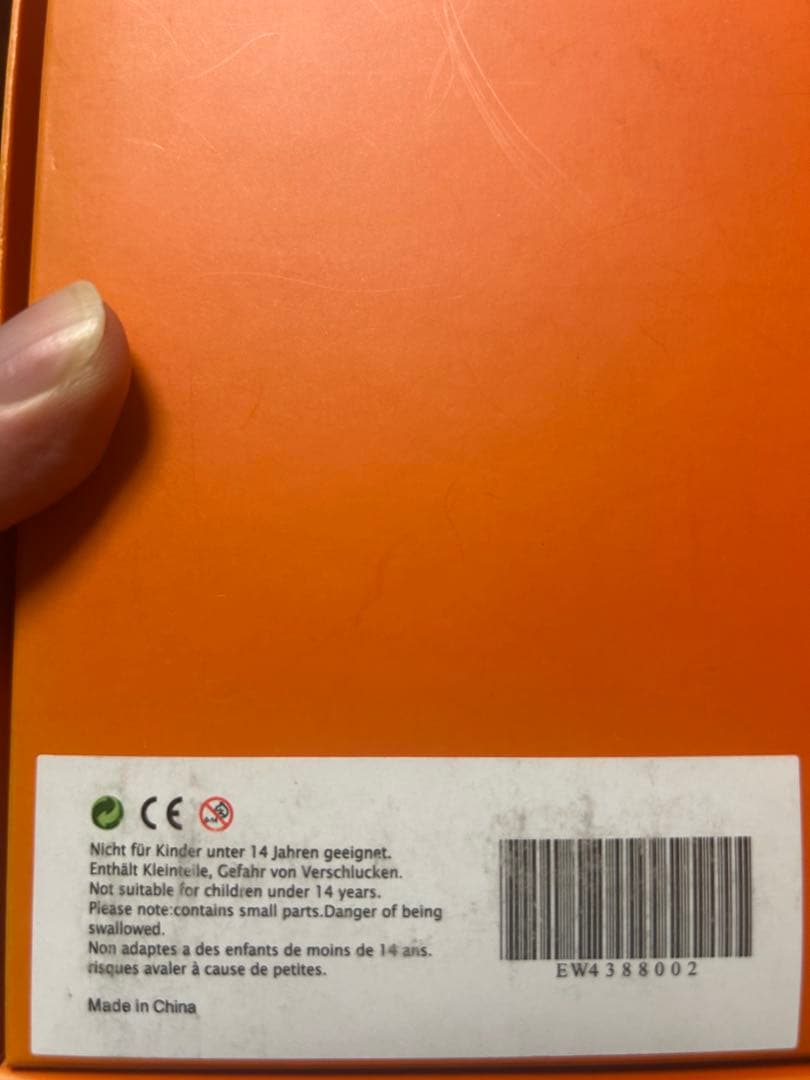 CE
0-14
Nicht für Kinder unter 14 Jahren geeignet.
Enthält Kleinteile, Gefahr von Verschlucken.
Not suitable for children under 14 years.
Please note:contains small parts.Danger of being
swallowed.
Non adaptes a des enfants de moins de 14 ans.
risques avaler à cause de petites.
Made in China
EW4388002